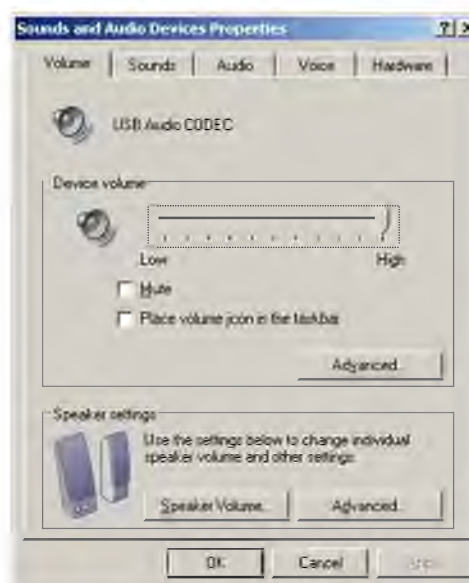 Sounds and Audio Devices Properties ? X
Volume Sounds Audio Voice Hardware
USB Audio CODEC
Device volume
Low High
Mute
Place volume icon in the taskbar
Advanced...
Speaker settings
Use the settings below to change individual
speaker volume and other settings.
Speaker Volume... Advanced...
OK Cancel